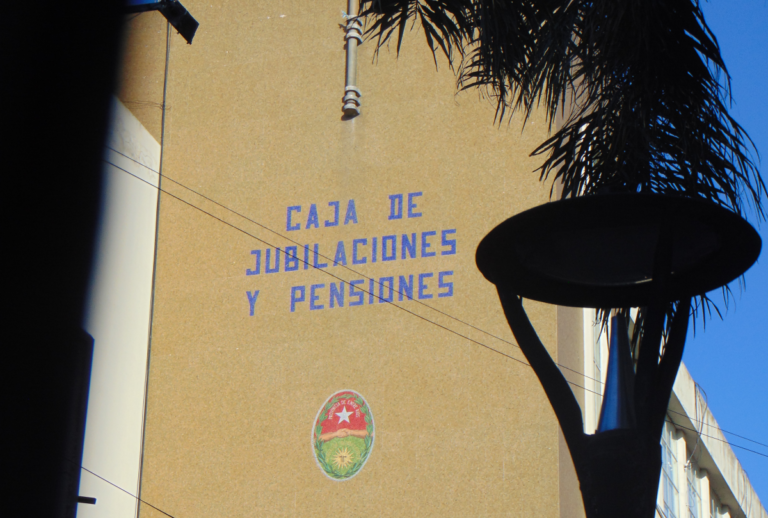 CAJA DE
JUBILACIONES
Y PENSIONES